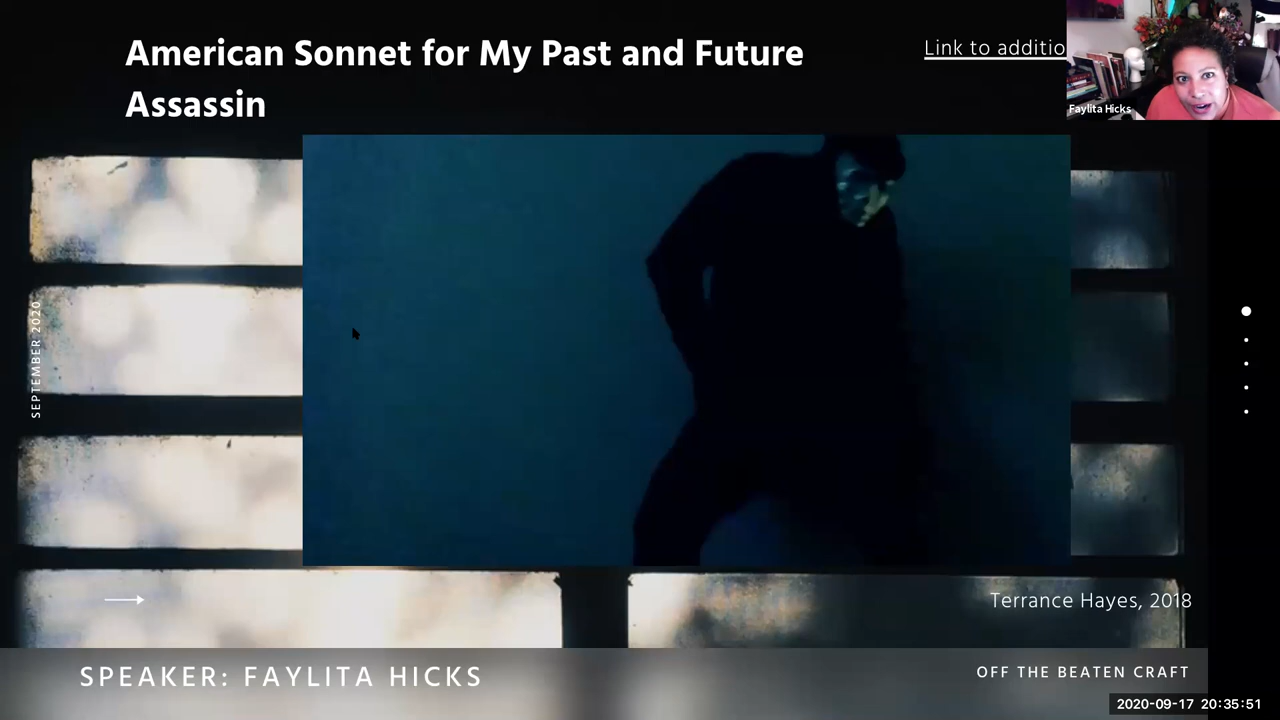 American Sonnet for My Past and Future
Assassin
Link to additio
Faylita Hicks
SEPTEMBER 2020
Terrance Hayes, 2018
SPEAKER: FAYLITA HICKS
OFF THE BEATEN CRAFT
2020-09-17 20:35:51